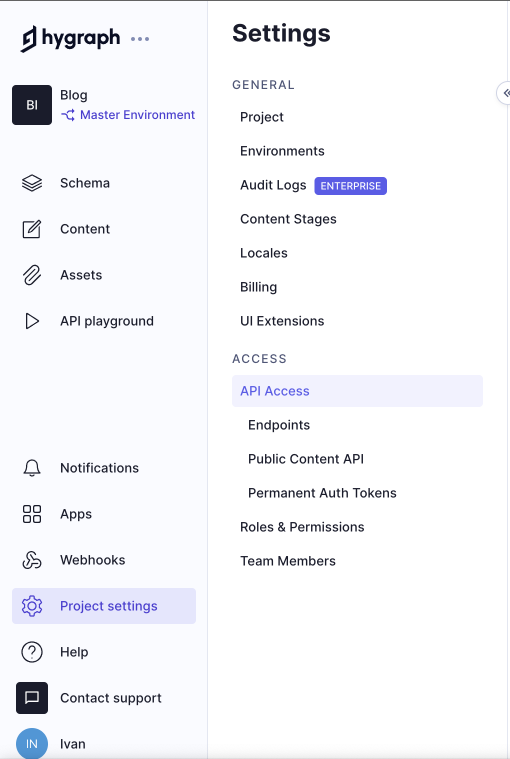 hygraph
BI
Blog
Master Environment
Schema
Content
Assets
API playground
Notifications
Apps
Webhooks
Project settings
Help
Contact support
IN
Ivan
Settings
GENERAL
Project
Environments
Audit Logs ENTERPRISE
Content Stages
Locales
Billing
UI Extensions
ACCESS
API Access
Endpoints
Public Content API
Permanent Auth Tokens
Roles & Permissions
Team Members